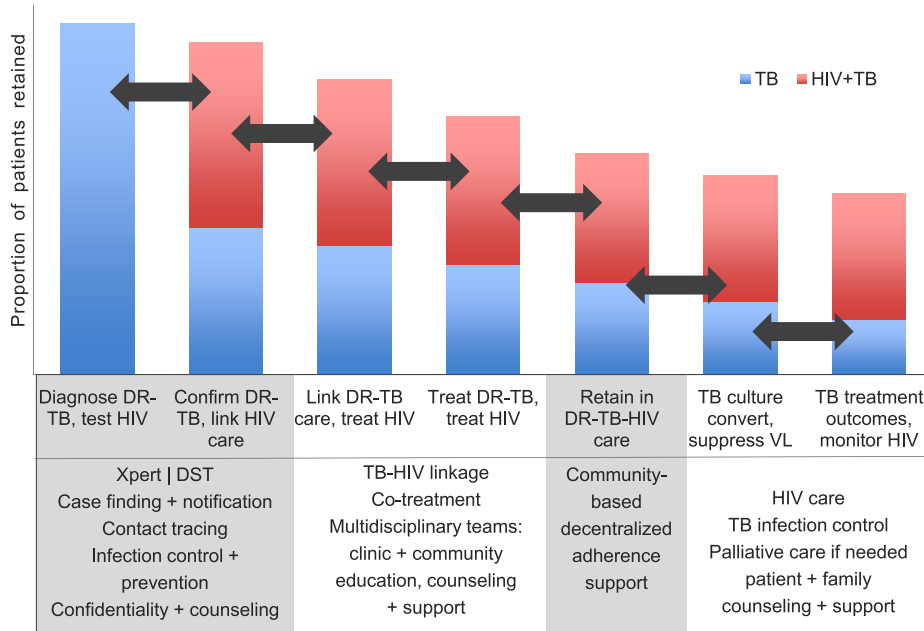 Proportion of patients retained
TB
HIV+TB
Diagnose DR-
TB, test HIV
Confirm DR-
TB, link HIV
care
Link DR-TB
care, treat HIV
Treat DR-TB,
treat HIV
Retain in
DR-TB-HIV
care
TB culture
convert,
suppress VL
TB treatment
outcomes,
monitor HIV
Xpert | DST
Case finding + notification
Contact tracing
Infection control +
prevention
Confidentiality + counseling
TB-HIV linkage
Co-treatment
Multidisciplinary teams:
clinic + community
education, counseling
+ support
Community-
based
decentralized
adherence
support
HIV care
TB infection control
Palliative care if needed
patient + family
counseling + support